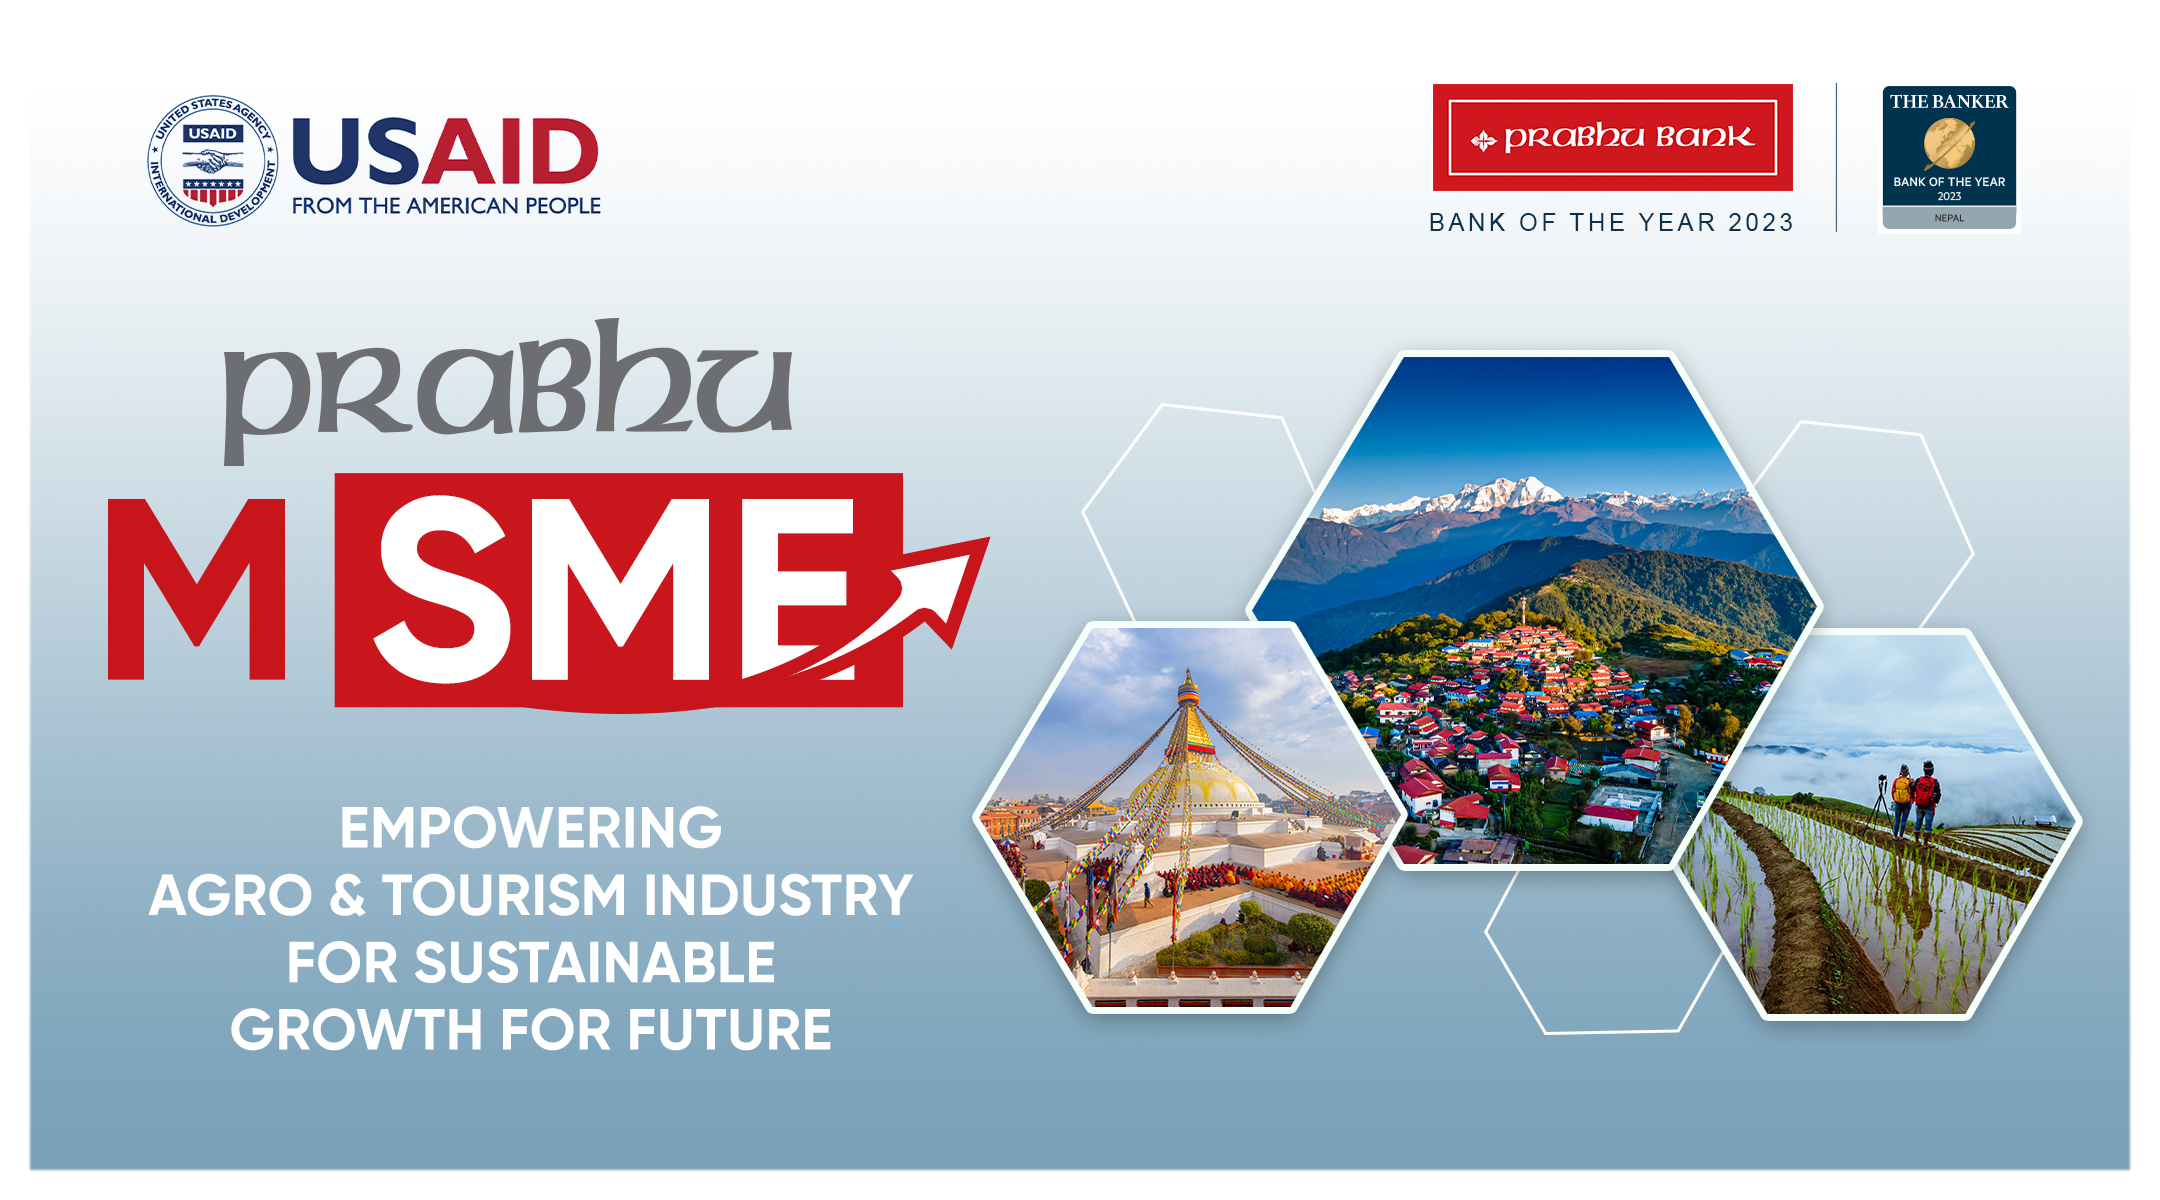 UNITED STATES AGENCY
USAID
INTERNATIONAL DEVELOPMENT
USAID
FROM THE AMERICAN PEOPLE
PRABHU BANK
BANK OF THE YEAR 2023
THE BANKER
BANK OF THE YEAR
2023
NEPAL
PRABHU
M SME
EMPOWERING
AGRO & TOURISM INDUSTRY
FOR SUSTAINABLE
GROWTH FOR FUTURE